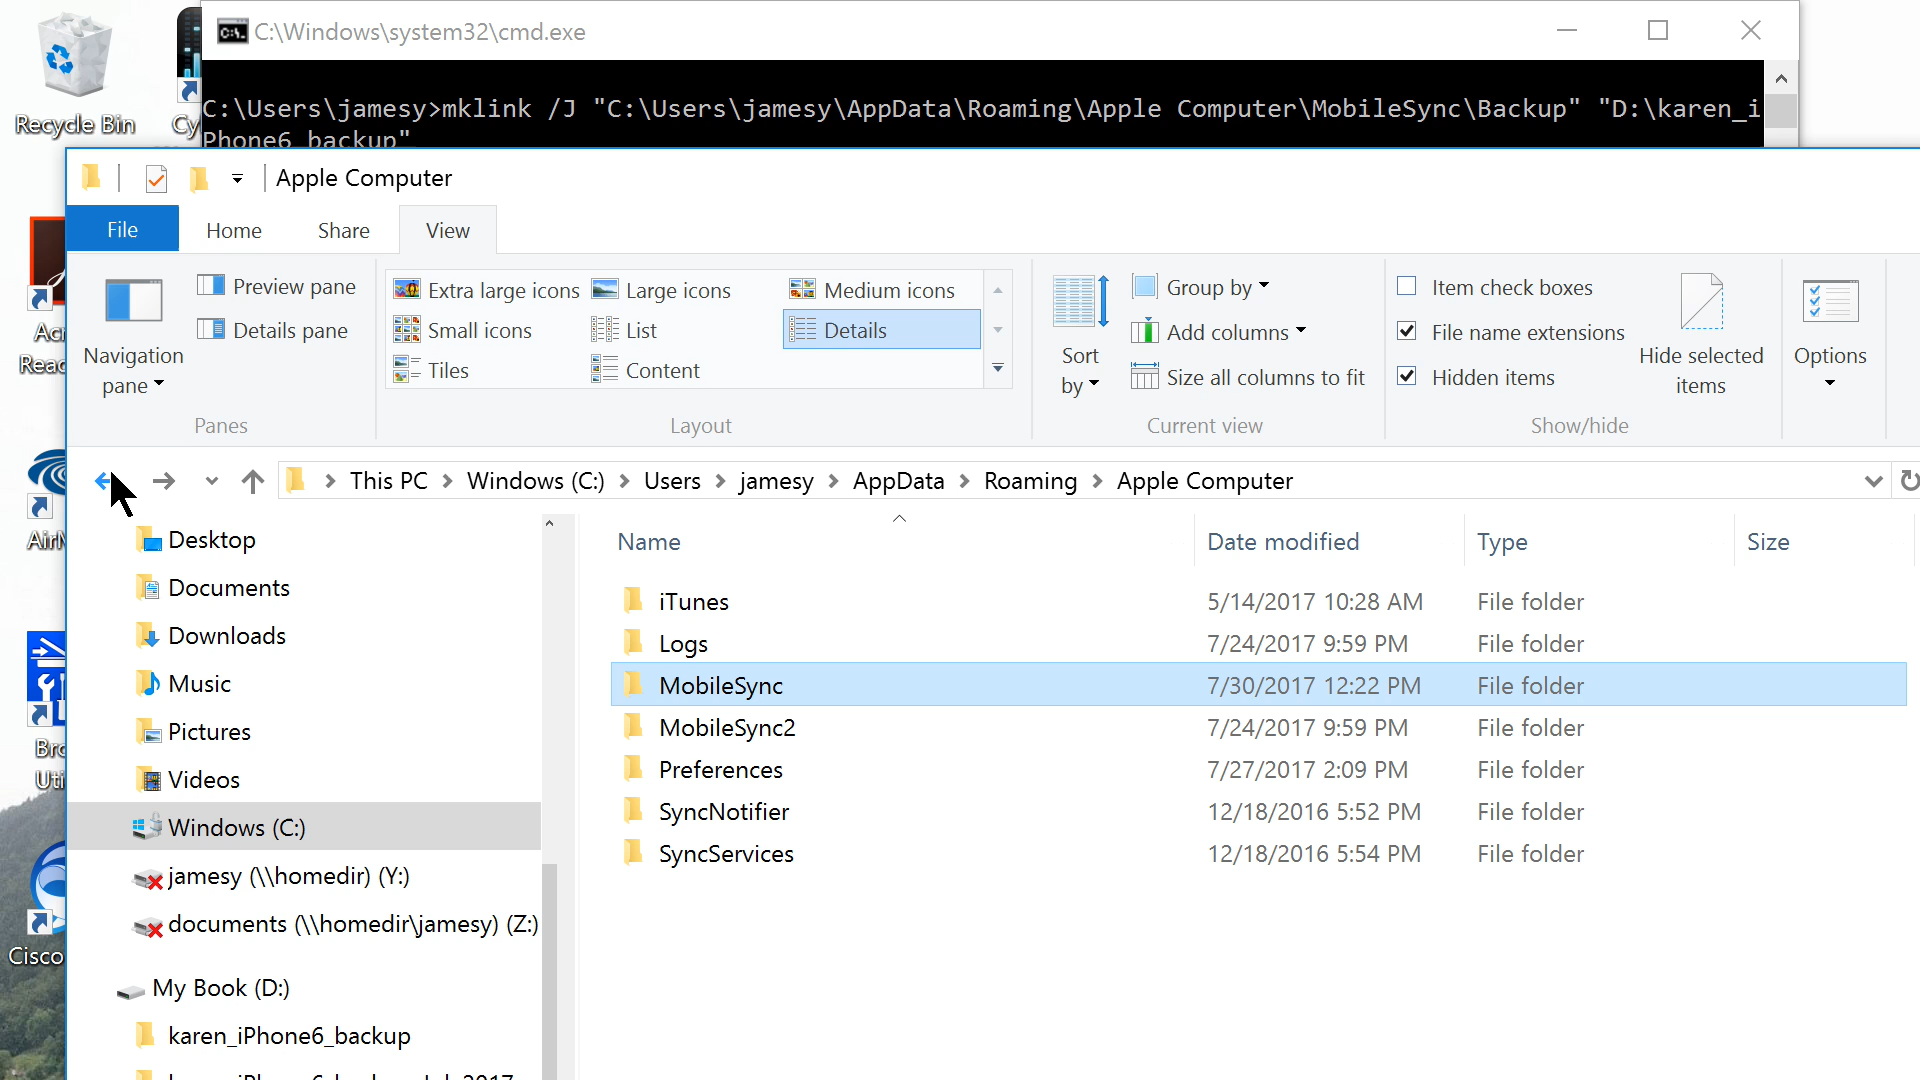 C:\Windows\system32\cmd.exe
Recycle Bin
Cy
C:\Users\jamesy>mklink /J "C:\Users\jamesy\AppData\Roaming\Apple Computer\MobileSync\Backup" "D:\karen_i
Phone6_backup"
Apple Computer
File Home Share View
Preview pane
Details pane
Navigation
pane
Panes
Extra large icons Large icons Medium icons
Small icons List Details
Tiles Content
Layout
Sort
by
Group by
Add columns
Size all columns to fit
Current view
Item check boxes
File name extensions
Hidden items
Hide selected
items
Show/hide
Options
Acr
Read
This PC > Windows (C:) > Users > jamesy > AppData > Roaming > Apple Computer
Desktop
Documents
Downloads
Music
Pictures
Videos
Windows (C:)
jamesy (\\homedir) (Y:)
documents (\\homedir\jamesy) (Z:)
My Book (D:)
karen_iPhone6_backup
Name Date modified Type Size
iTunes 5/14/2017 10:28 AM File folder
Logs 7/24/2017 9:59 PM File folder
MobileSync 7/30/2017 12:22 PM File folder
MobileSync2 7/24/2017 9:59 PM File folder
Preferences 7/27/2017 2:09 PM File folder
SyncNotifier 12/18/2016 5:52 PM File folder
SyncServices 12/18/2016 5:54 PM File folder
Bro
Uti
Cisco